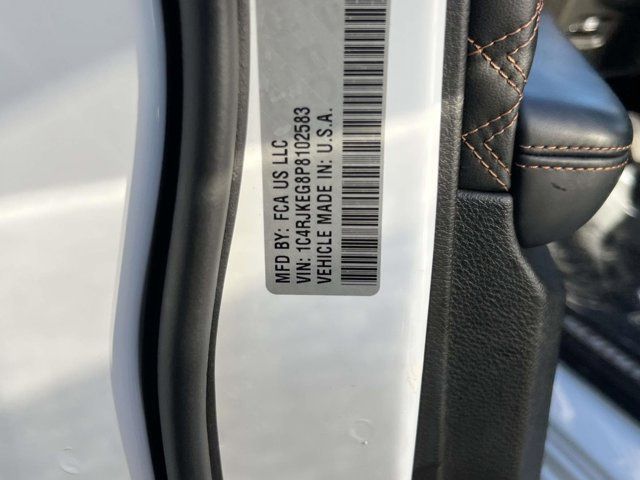 MFD BY: FCA US LLC
VIN: 1C4RJKEG8P8102583
VEHICLE MADE IN: U.S.A.